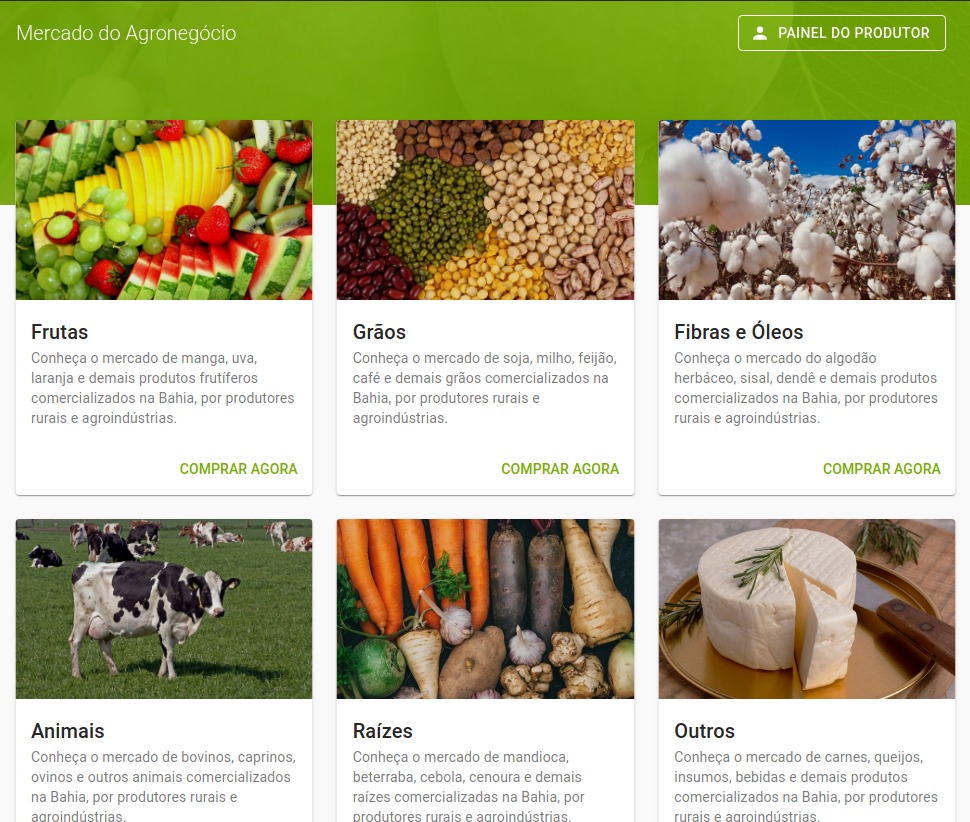 Mercado do Agronegócio
PAINEL DO PRODUTOR
Frutas
Conheça o mercado de manga, uva,
laranja e demais produtos frutíferos
comercializados na Bahia, por produtores
rurais e agroindústrias.
COMPRAR AGORA
Grãos
Conheça o mercado de soja, milho, feijão,
café e demais grãos comercializados na
Bahia, por produtores rurais e
agroindústrias.
COMPRAR AGORA
Fibras e Óleos
Conheça o mercado do algodão
herbáceo, sisal, dendê e demais produtos
comercializados na Bahia, por produtores
rurais e agroindústrias.
COMPRAR AGORA
Animais
Conheça o mercado de bovinos, caprinos,
ovinos e outros animais comercializados
na Bahia, por produtores rurais e
agroindústrias.
Raízes
Conheça o mercado de mandioca,
beterraba, cebola, cenoura e demais
raízes comercializadas na Bahia, por
produtores rurais e agroindústrias.
Outros
Conheça o mercado de carnes, queijos,
insumos, bebidas e demais produtos
comercializados na Bahia, por produtores
rurais e agroindústrias.